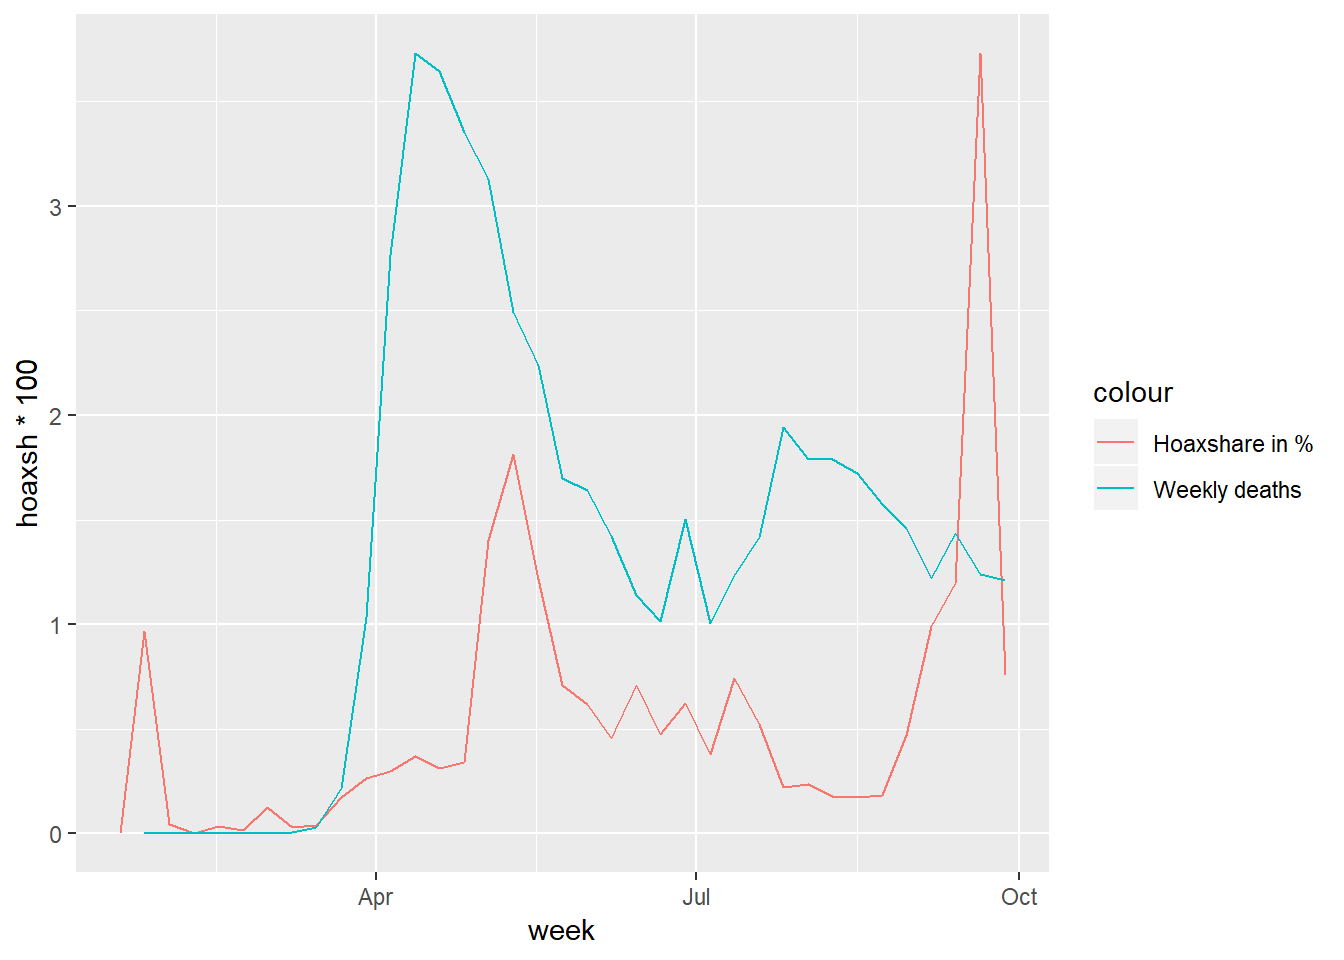 hoaxsh * 100
3
2
1
0
Apr
Jul
Oct
week
colour
Hoaxshare in %
Weekly deaths